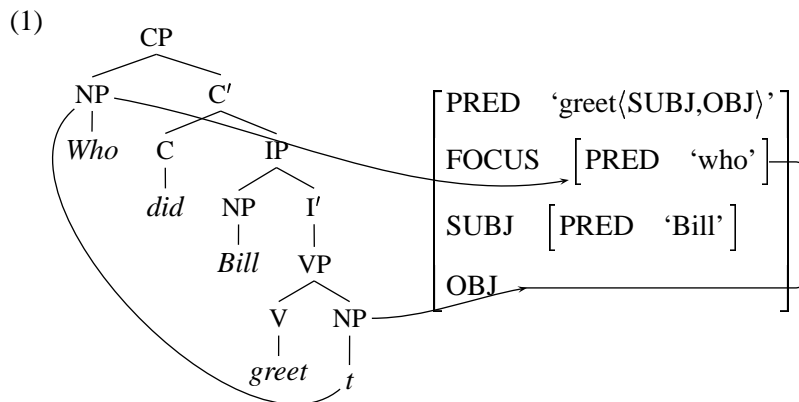 (1)
CP
NP C′ PRED ‘greet⟨SUBJ,OBJ⟩’
Who C IP FOCUS [PRED ‘who’]
did NP I′ SUBJ [PRED ‘Bill’]
Bill VP OBJ
V NP
greet t